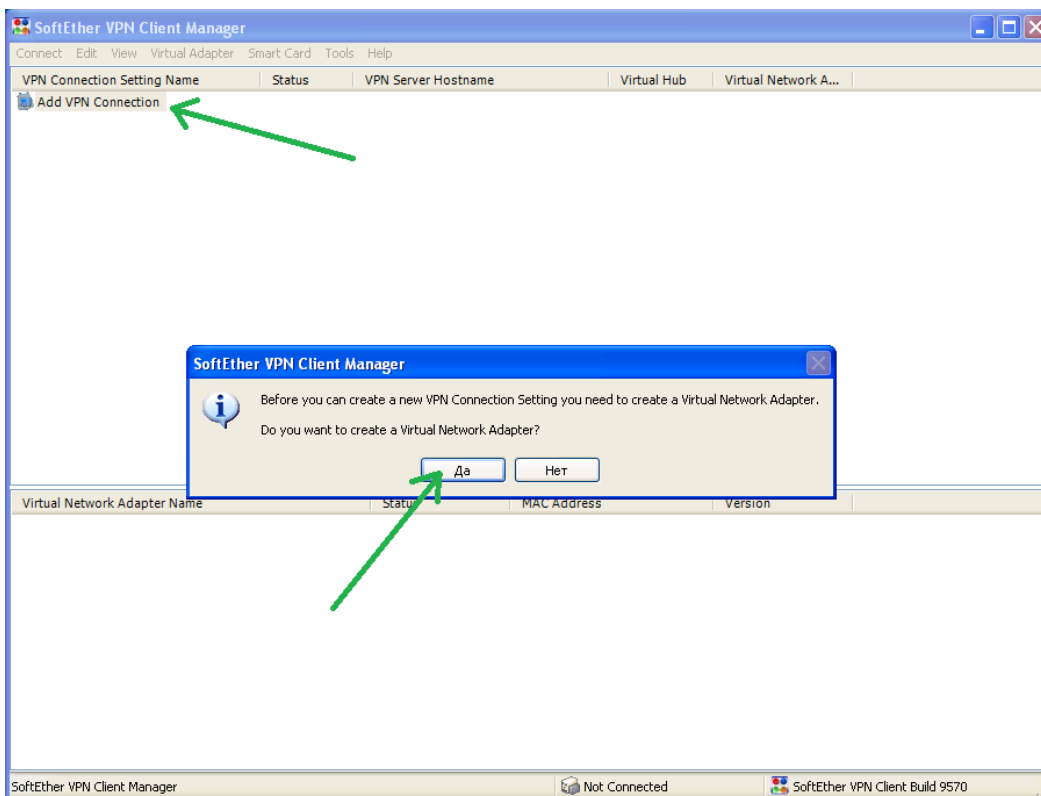 SoftEther VPN Client Manager
Connect Edit View Virtual Adapter Smart Card Tools Help
VPN Connection Setting Name Status VPN Server Hostname Virtual Hub Virtual Network A...
Add VPN Connection
SoftEther VPN Client Manager
Before you can create a new VPN Connection Setting you need to create a Virtual Network Adapter.
Do you want to create a Virtual Network Adapter?
Да Нет
Virtual Network Adapter Name Status MAC Address Version
SoftEther VPN Client Manager Not Connected SoftEther VPN Client Build 9570